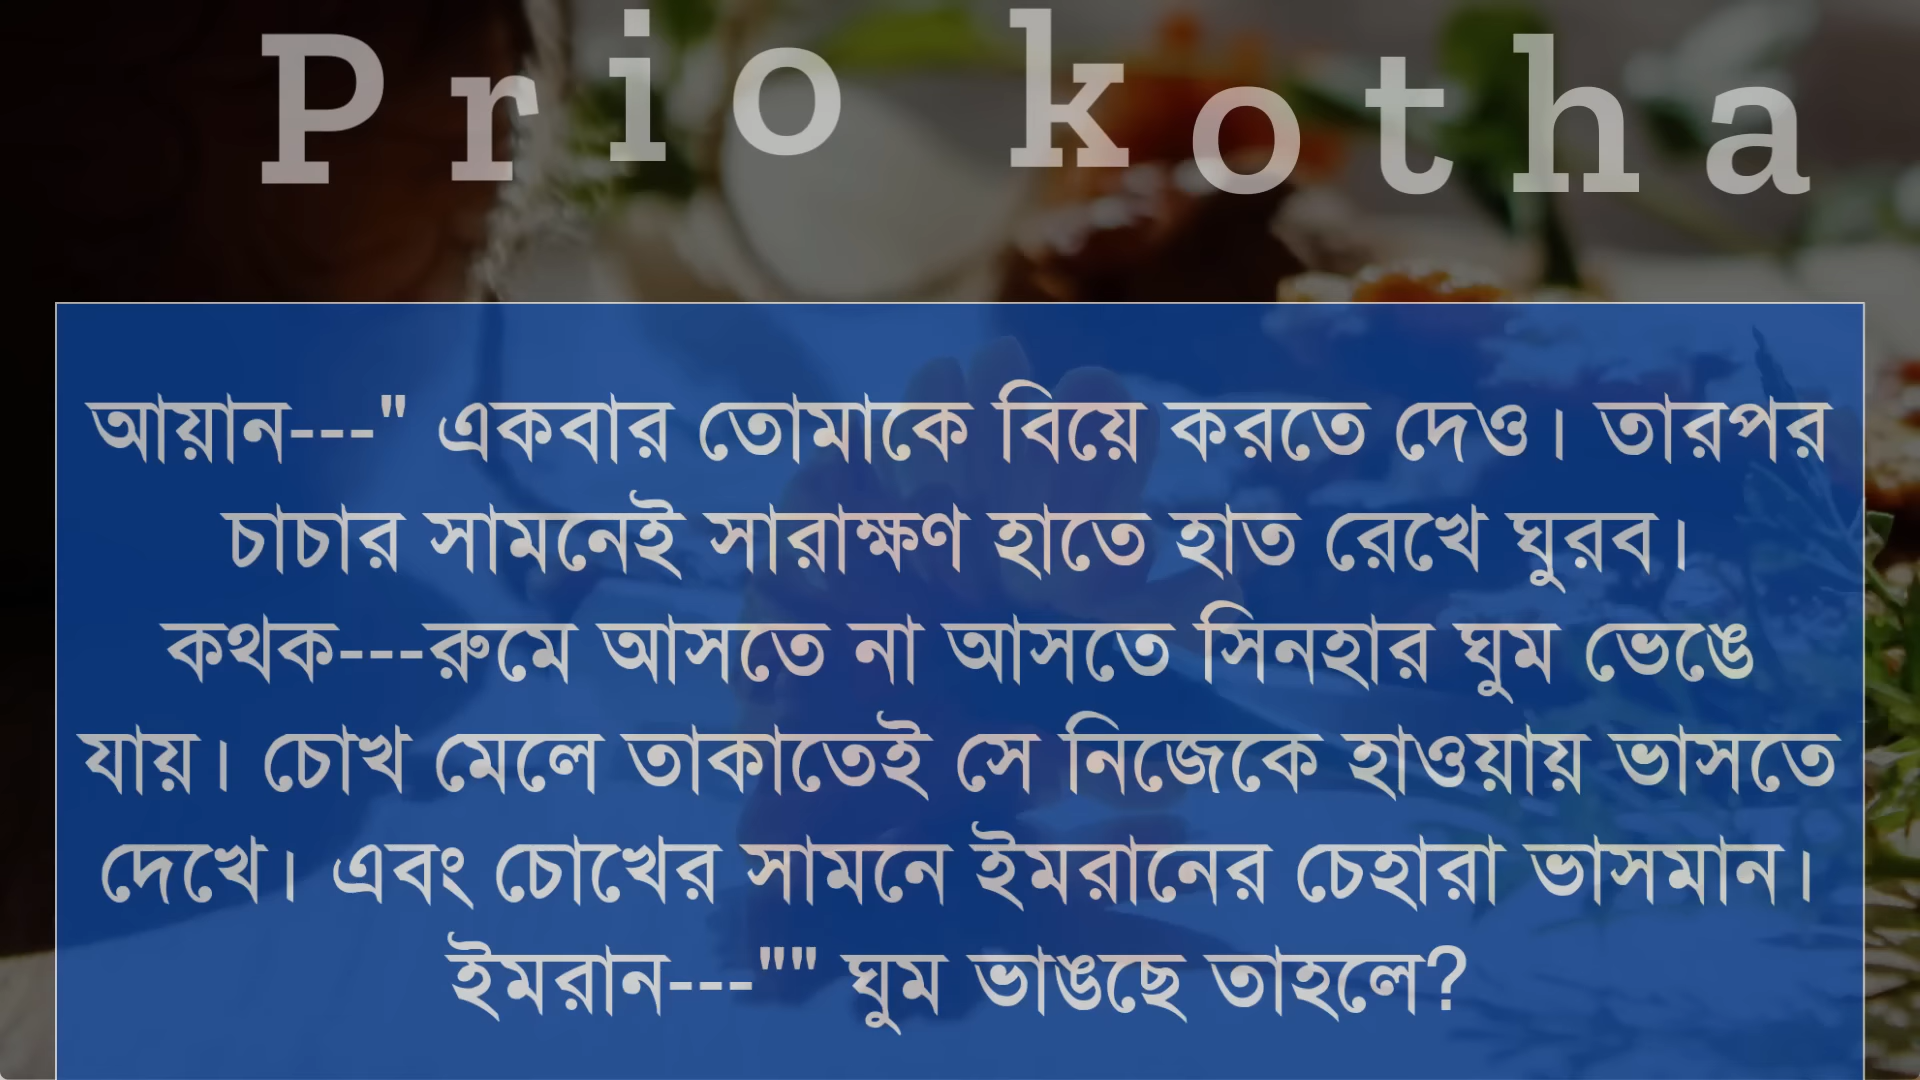 Prio kotha
আয়ান---" একবার তোমাকে বিয়ে করতে দেও। তারপর
চাচার সামনেই সারাক্ষণ হাতে হাত রেখে ঘুরব।
কথক---রুমে আসতে না আসতে সিনহার ঘুম ভেঙে
যায়। চোখ মেলে তাকাতেই সে নিজেকে হাওয়ায় ভাসতে
দেখে। এবং চোখের সামনে ইমরানের চেহারা ভাসমান।
ইমরান---"" ঘুম ভাঙছে তাহলে?